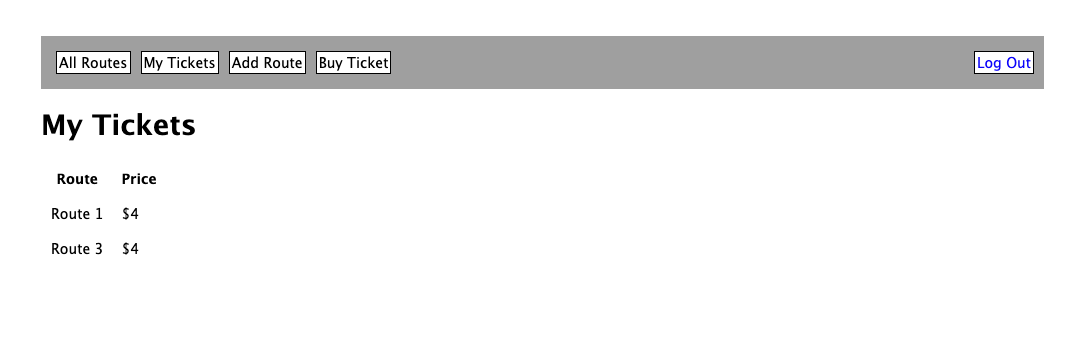 All Routes My Tickets Add Route Buy Ticket Log Out
My Tickets
Route Price
Route 1 $4
Route 3 $4